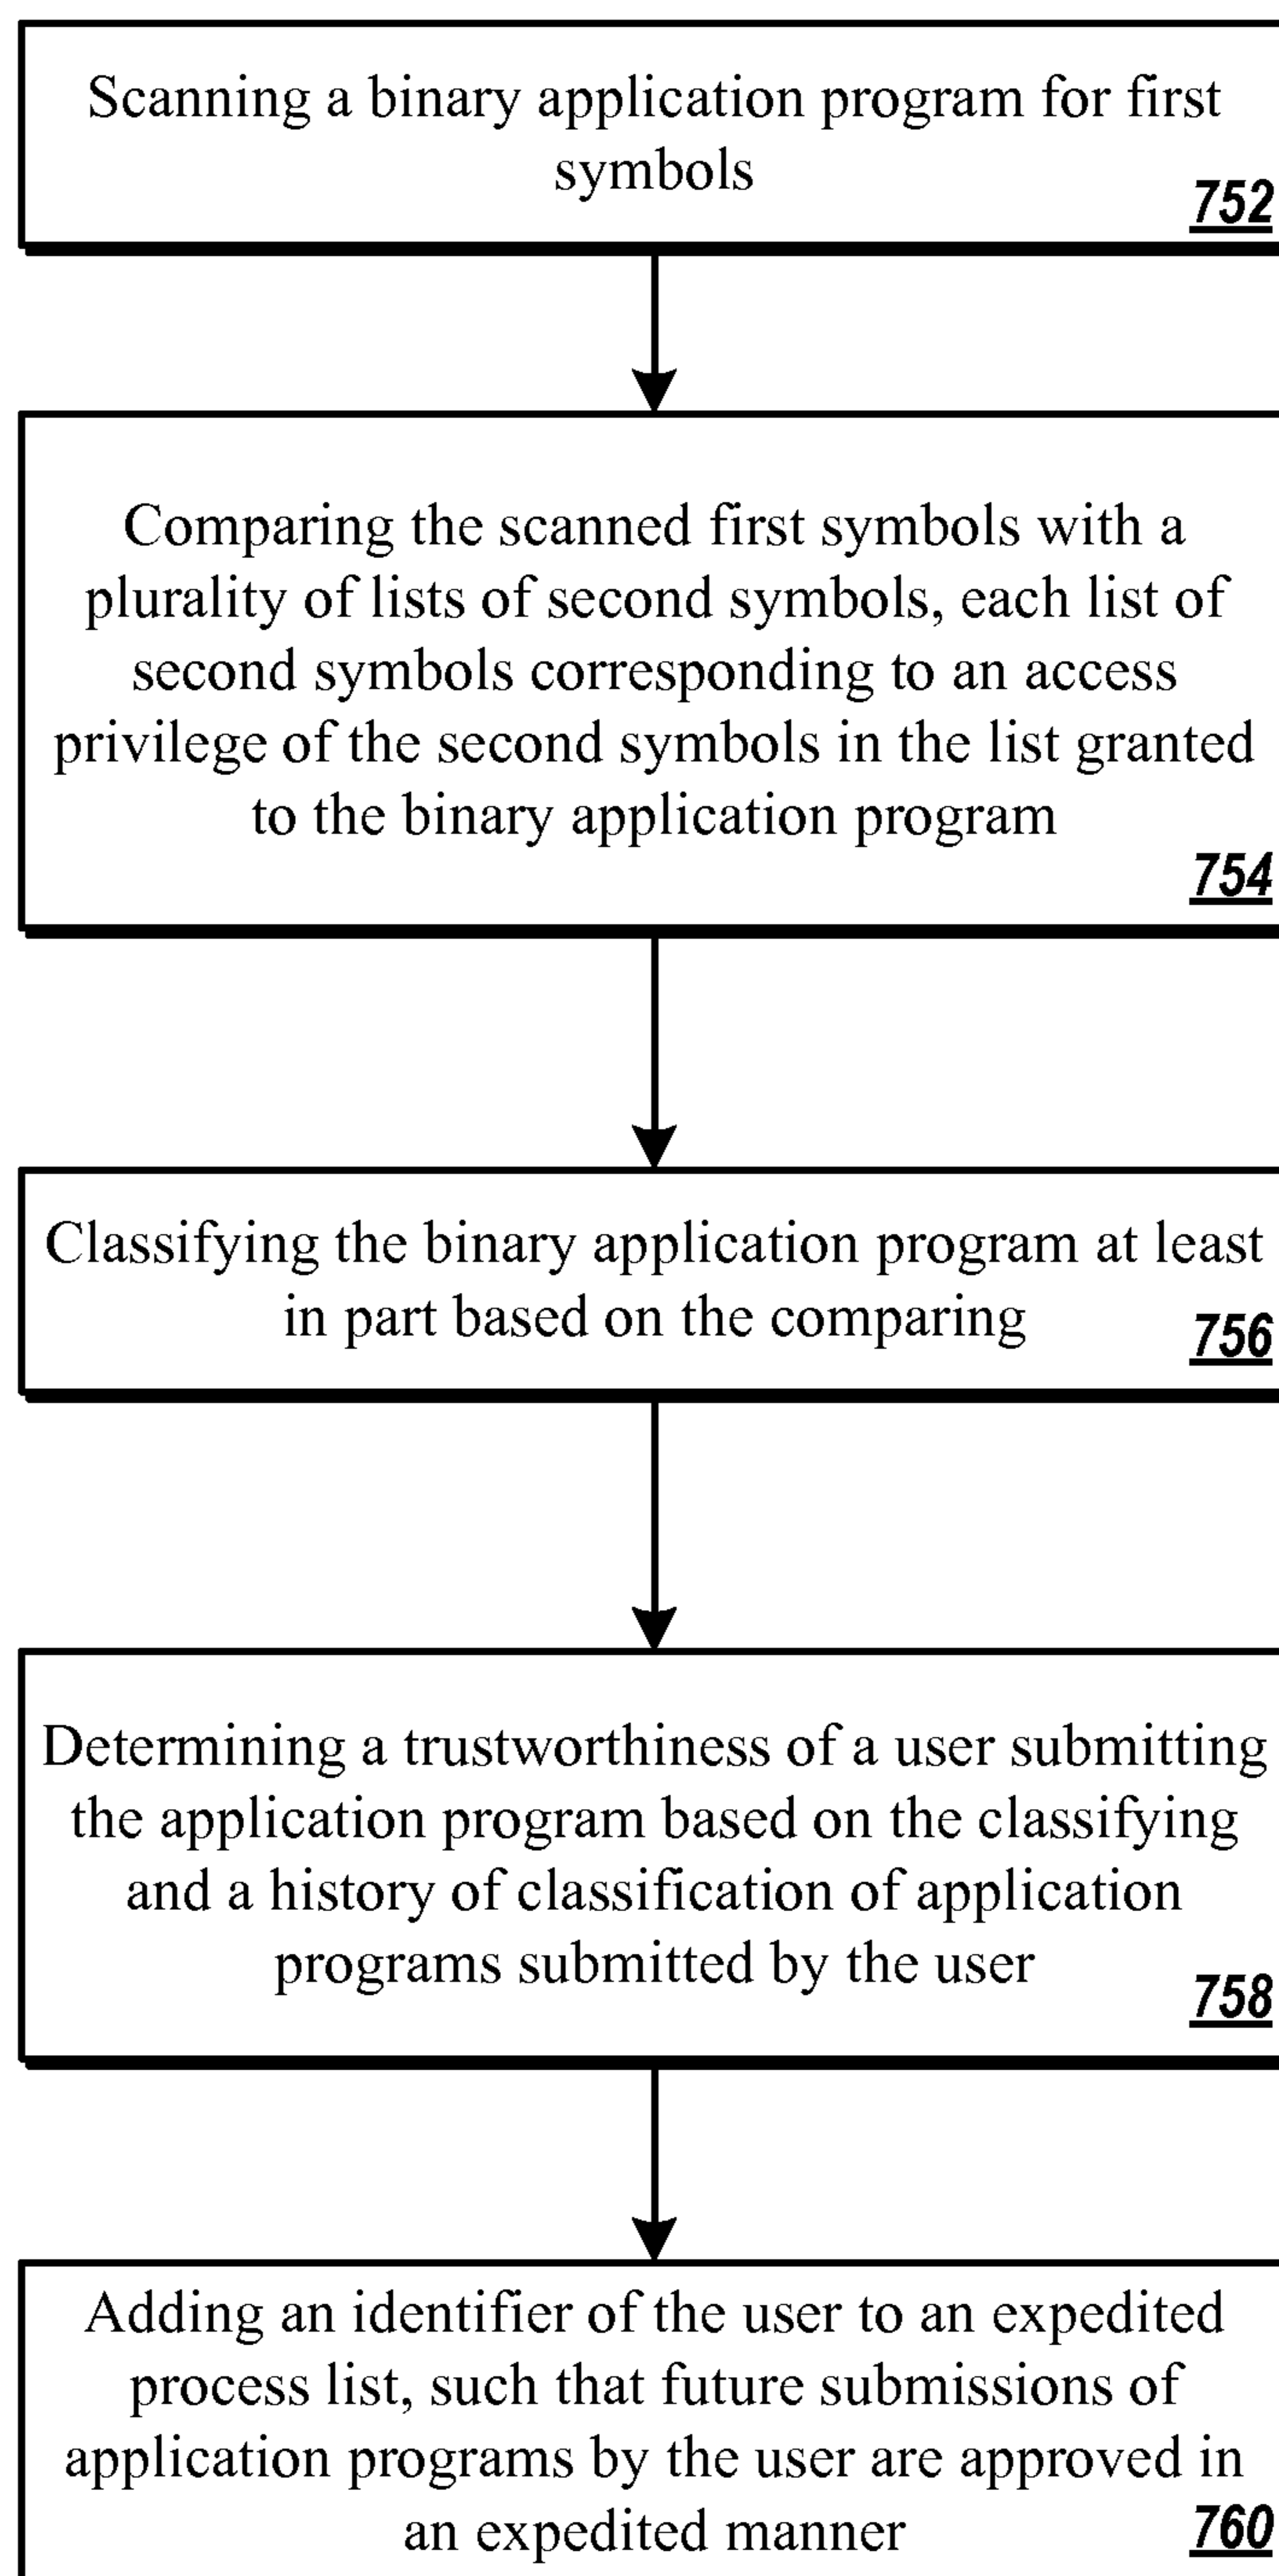 Scanning a binary application program for first
symbols
752
Comparing the scanned first symbols with a
plurality of lists of second symbols, each list of
second symbols corresponding to an access
privilege of the second symbols in the list granted
to the binary application program
754
Classifying the binary application program at least
in part based on the comparing
756
Determining a trustworthiness of a user submitting
the application program based on the classifying
and a history of classification of application
programs submitted by the user
758
Adding an identifier of the user to an expedited
process list, such that future submissions of
application programs by the user are approved in
an expedited manner
760